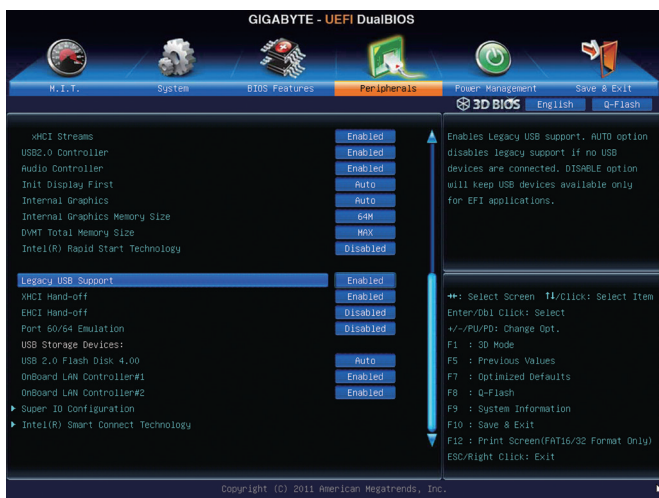 GIGABYTE - UEFI DualBIOS
M.I.T. System BIOS Features Peripherals Power Management Save & Exit
3D BIOS English Q-Flash
xHCI Streams Enabled
USB2.0 Controller Enabled
Audio Controller Enabled
Init Display First Auto
Internal Graphics Auto
Internal Graphics Memory Size 64M
DVMT Total Memory Size MAX
Intel(R) Rapid Start Technology Disabled
Legacy USB Support Enabled
XHCI Hand-off Enabled
EHCI Hand-off Disabled
Port 60/64 Emulation Disabled
USB Storage Devices:
USB 2.0 Flash Disk 4.00 Auto
OnBoard LAN Controller#1 Enabled
OnBoard LAN Controller#2 Enabled
Super IO Configuration
Intel(R) Smart Connect Technology
Enables Legacy USB support. AUTO option
disables legacy support if no USB
devices are connected. DISABLE option
will keep USB devices available only
for EFI applications.
↔: Select Screen ↑↓/Click: Select Item
Enter/Dbl Click: Select
+/-/PU/PD: Change Opt.
F1 : 3D Mode
F5 : Previous Values
F7 : Optimized Defaults
F8 : Q-Flash
F9 : System Information
F10 : Save & Exit
F12 : Print Screen(FAT16/32 Format Only)
ESC/Right Click: Exit
Copyright (C) 2011 American Megatrends, Inc.